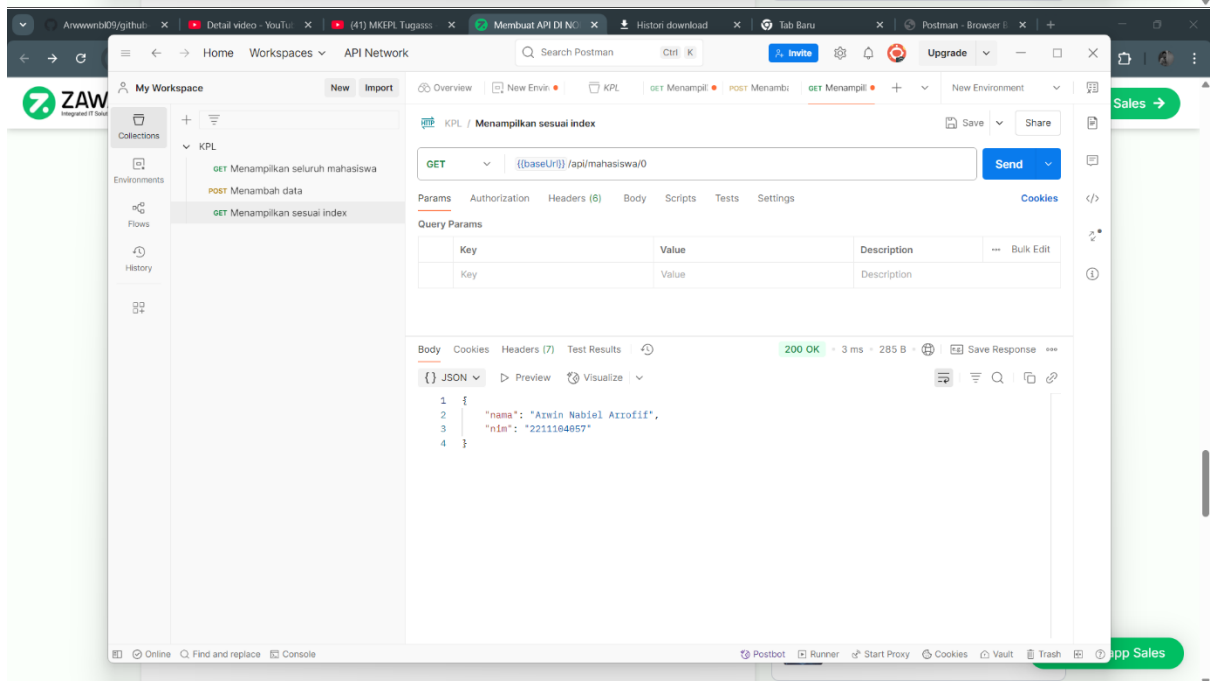 Arwwwnbl09/github-
Detail video - YouTu
(41) MKEPL Tugasss
Membuat API DI NO
Histori download
Tab Baru
Postman - Browser
Home Workspaces API Network
Search Postman Ctrl K
Invite
Upgrade
ZAW
Integrated IT Solu
Sales →
My Workspace New Import
Overview New Envir KPL GET Menampil POST Menamba GET Menampil + New Environment
Collections
Environments
Flows
History
KPL
GET Menampilkan seluruh mahasiswa
POST Menambah data
GET Menampilkan sesuai index
HTTP KPL / Menampilkan sesuai index Save Share
GET {{baseUrl}} /api/mahasiswa/0 Send
Params Authorization Headers (6) Body Scripts Tests Settings Cookies
Query Params
Key Value Description ••• Bulk Edit
Key Value Description
Body Cookies Headers (7) Test Results 200 OK • 3 ms • 285 B • Save Response •••
{} JSON Preview Visualize
1 {
2 "nama": "Arwin Nabiel Arrofif",
3 "nim": "2211104057"
4 }
Online Find and replace Console Postbot Runner Start Proxy Cookies Vault Trash
app Sales